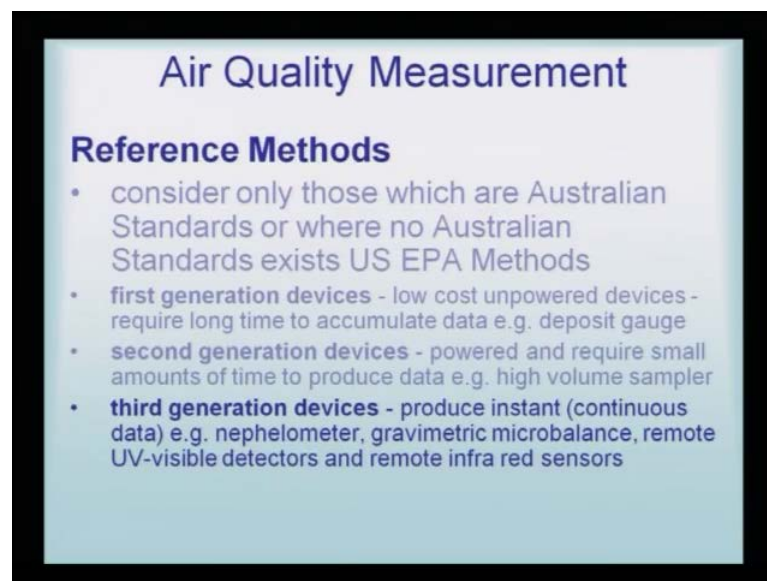 Air Quality Measurement
Reference Methods
• consider only those which are Australian
Standards or where no Australian
Standards exists US EPA Methods
• first generation devices - low cost unpowered devices -
require long time to accumulate data e.g. deposit gauge
• second generation devices - powered and require small
amounts of time to produce data e.g. high volume sampler
• third generation devices - produce instant (continuous
data) e.g. nephelometer, gravimetric microbalance, remote
UV-visible detectors and remote infra red sensors